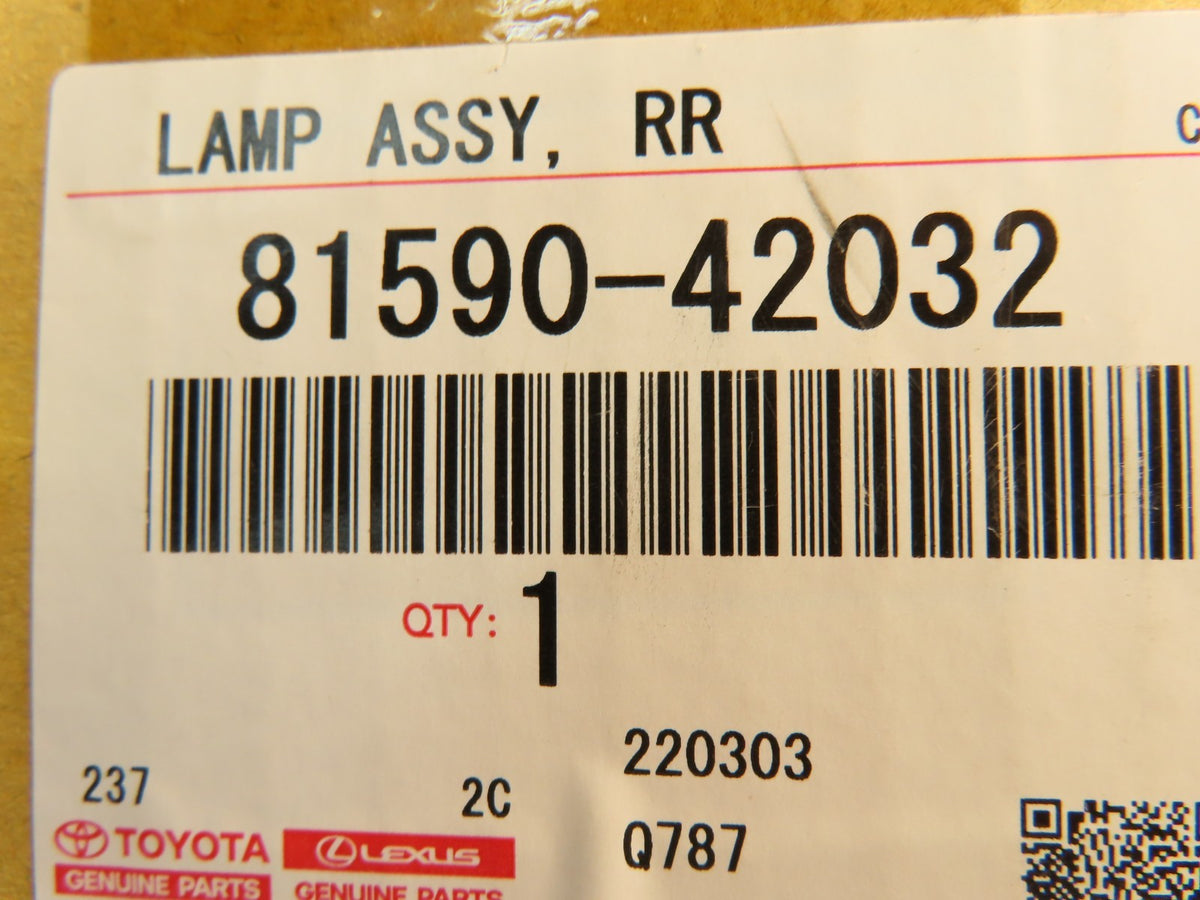 LAMP ASSY, RR
C
81590-42032
QTY: 1
220303
237
2C
Q787
TOYOTA
GENUINE PARTS
LEXUS
GENUINE PARTS